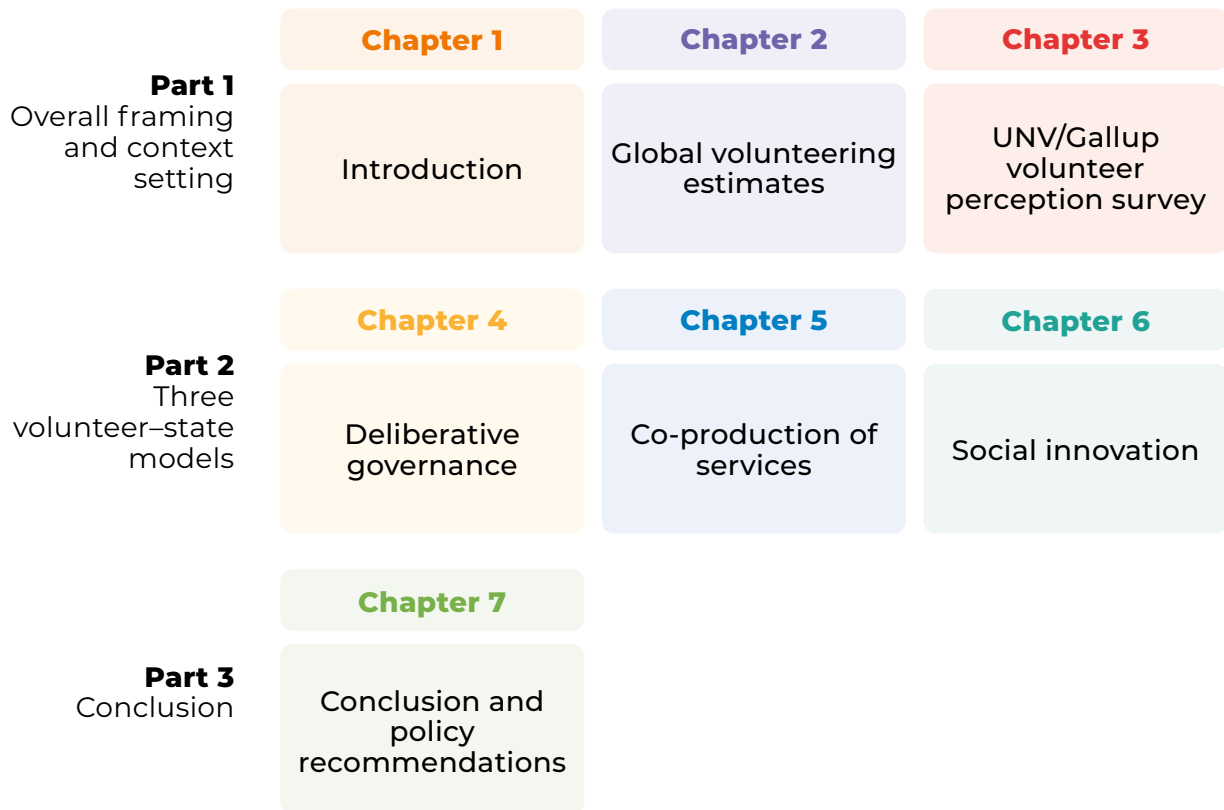 Part 1
Overall framing
and context
setting
Chapter 1
Introduction
Chapter 2
Global volunteering
estimates
Chapter 3
UNV/Gallup
volunteer
perception survey
Part 2
Three
volunteer–state
models
Chapter 4
Deliberative
governance
Chapter 5
Co-production of
services
Chapter 6
Social innovation
Part 3
Conclusion
Chapter 7
Conclusion and
policy
recommendations